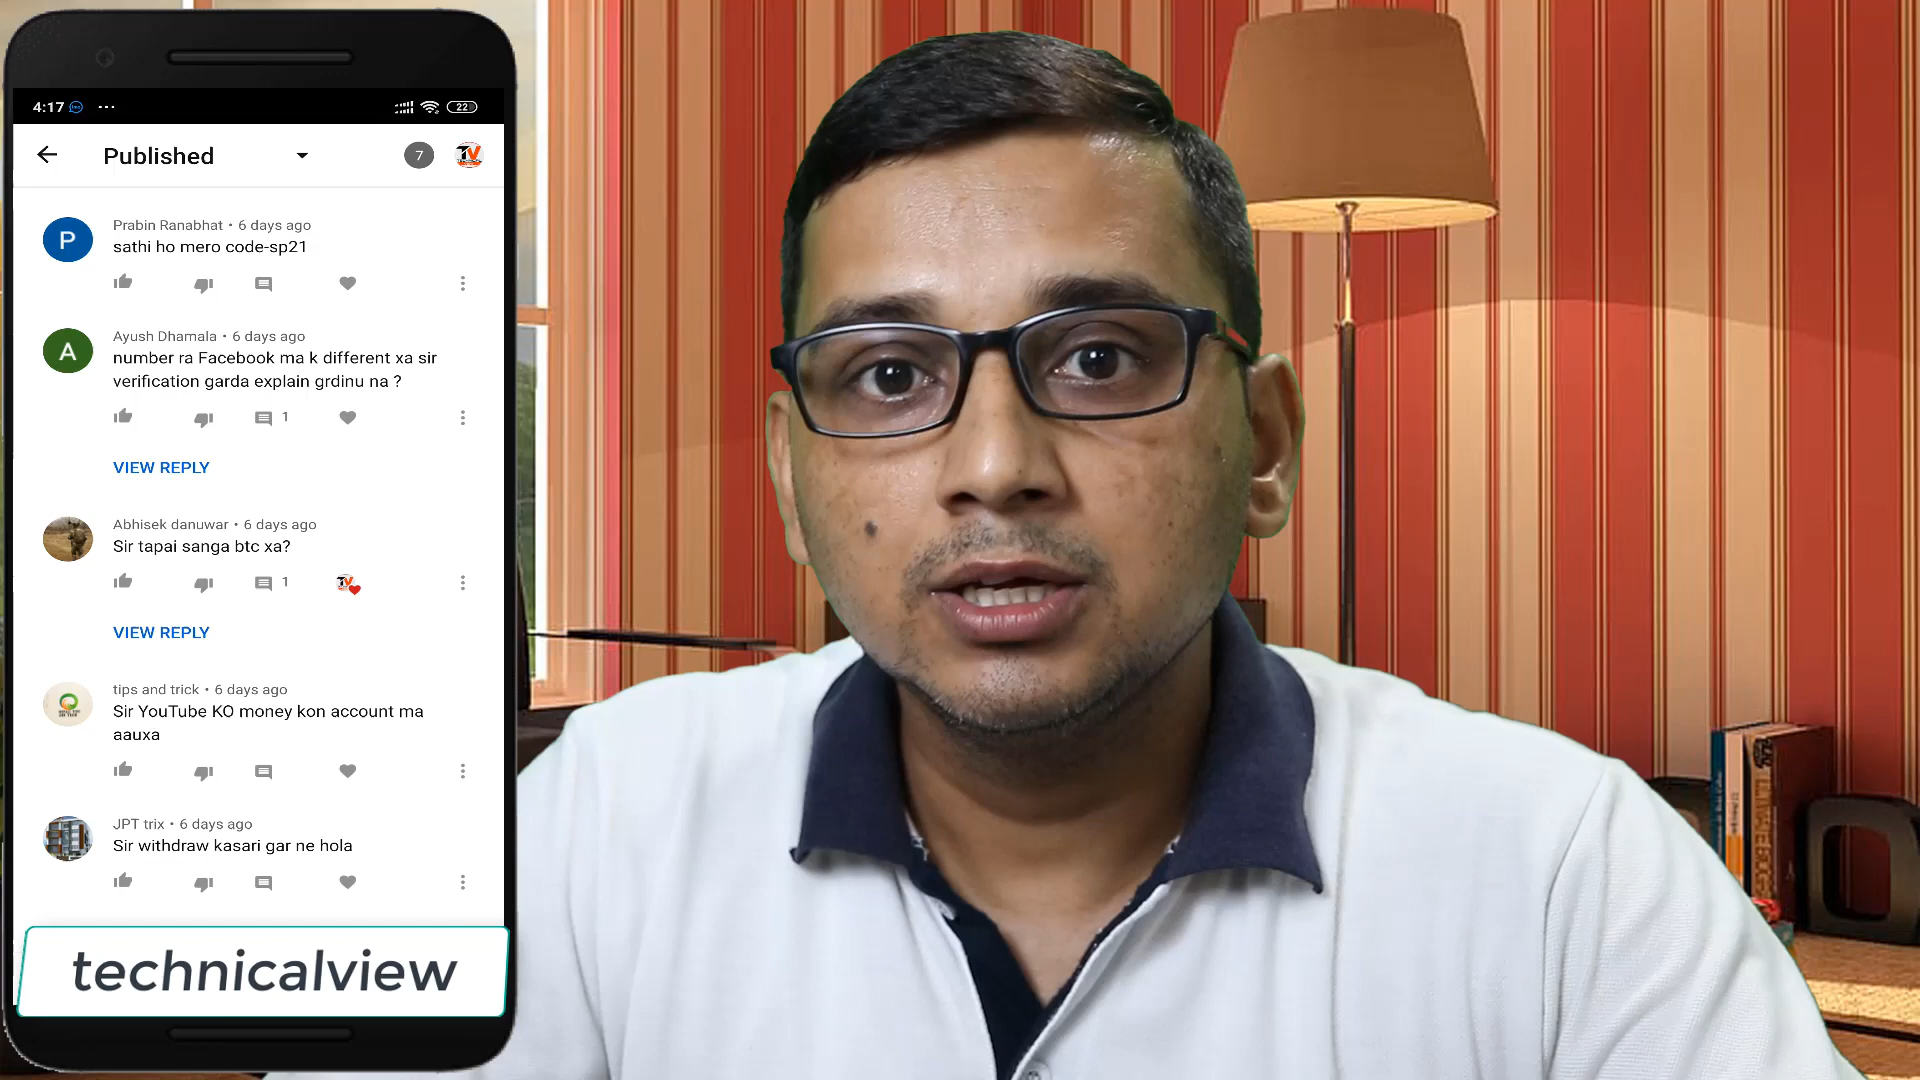 4:17
22
Published
7
TV
P
Prabin Ranabhat • 6 days ago
sathi ho mero code-sp21
A
Ayush Dhamala • 6 days ago
number ra Facebook ma k different xa sir
verification garda explain grdinu na ?
1
VIEW REPLY
Abhisek danuwar • 6 days ago
Sir tapai sanga btc xa?
1
TV
VIEW REPLY
tips and trick • 6 days ago
Sir YouTube KO money kon account ma
aauxa
JPT trix • 6 days ago
Sir withdraw kasari gar ne hola
technicalview